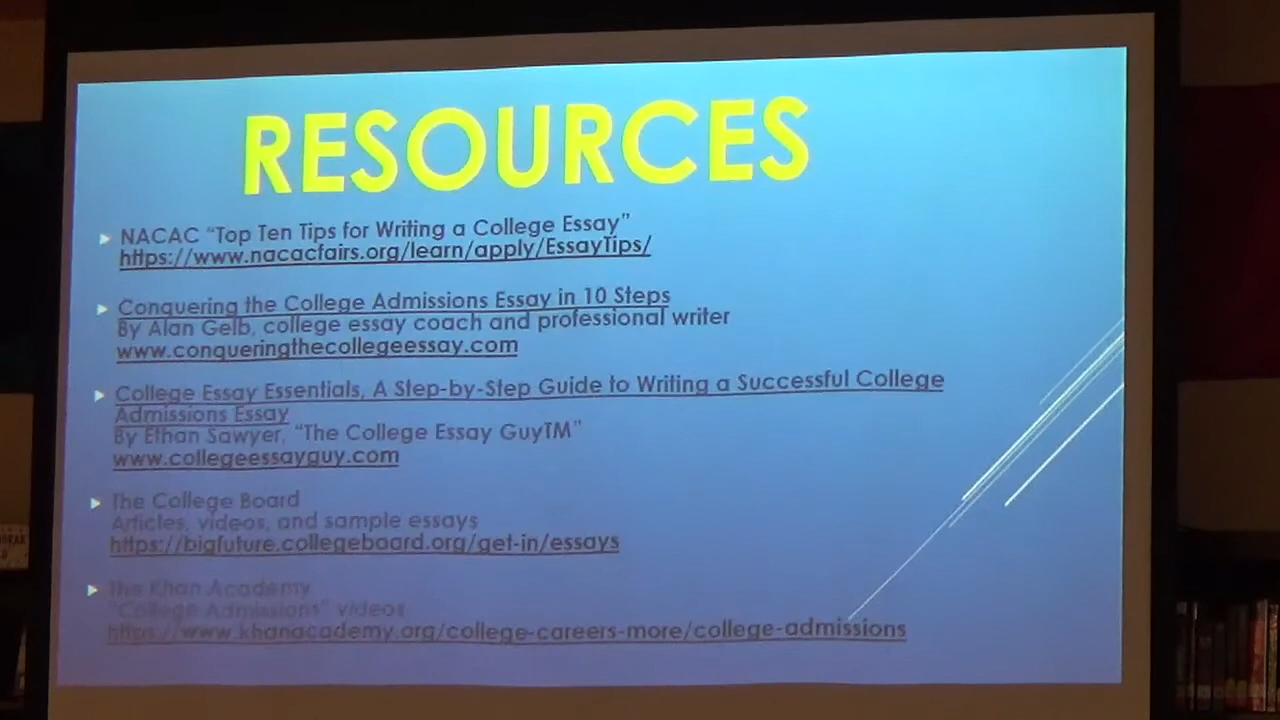 RESOURCES
NACAC “Top Ten Tips for Writing a College Essay”
https://www.nacacfairs.org/learn/apply/EssayTips/
Conquering the College Admissions Essay in 10 Steps
By Alan Gelb, college essay coach and professional writer
www.conqueringthecollegeessay.com
College Essay Essentials, A Step-by-Step Guide to Writing a Successful College
Admissions Essay
By Ethan Sawyer, “The College Essay GuyTM”
www.collegeessayguy.com
The College Board
Articles, videos, and sample essays
https://bigfuture.collegeboard.org/get-in/essays
The Khan Academy
“College Admissions” videos
https://www.khanacademy.org/college-careers-more/college-admissions